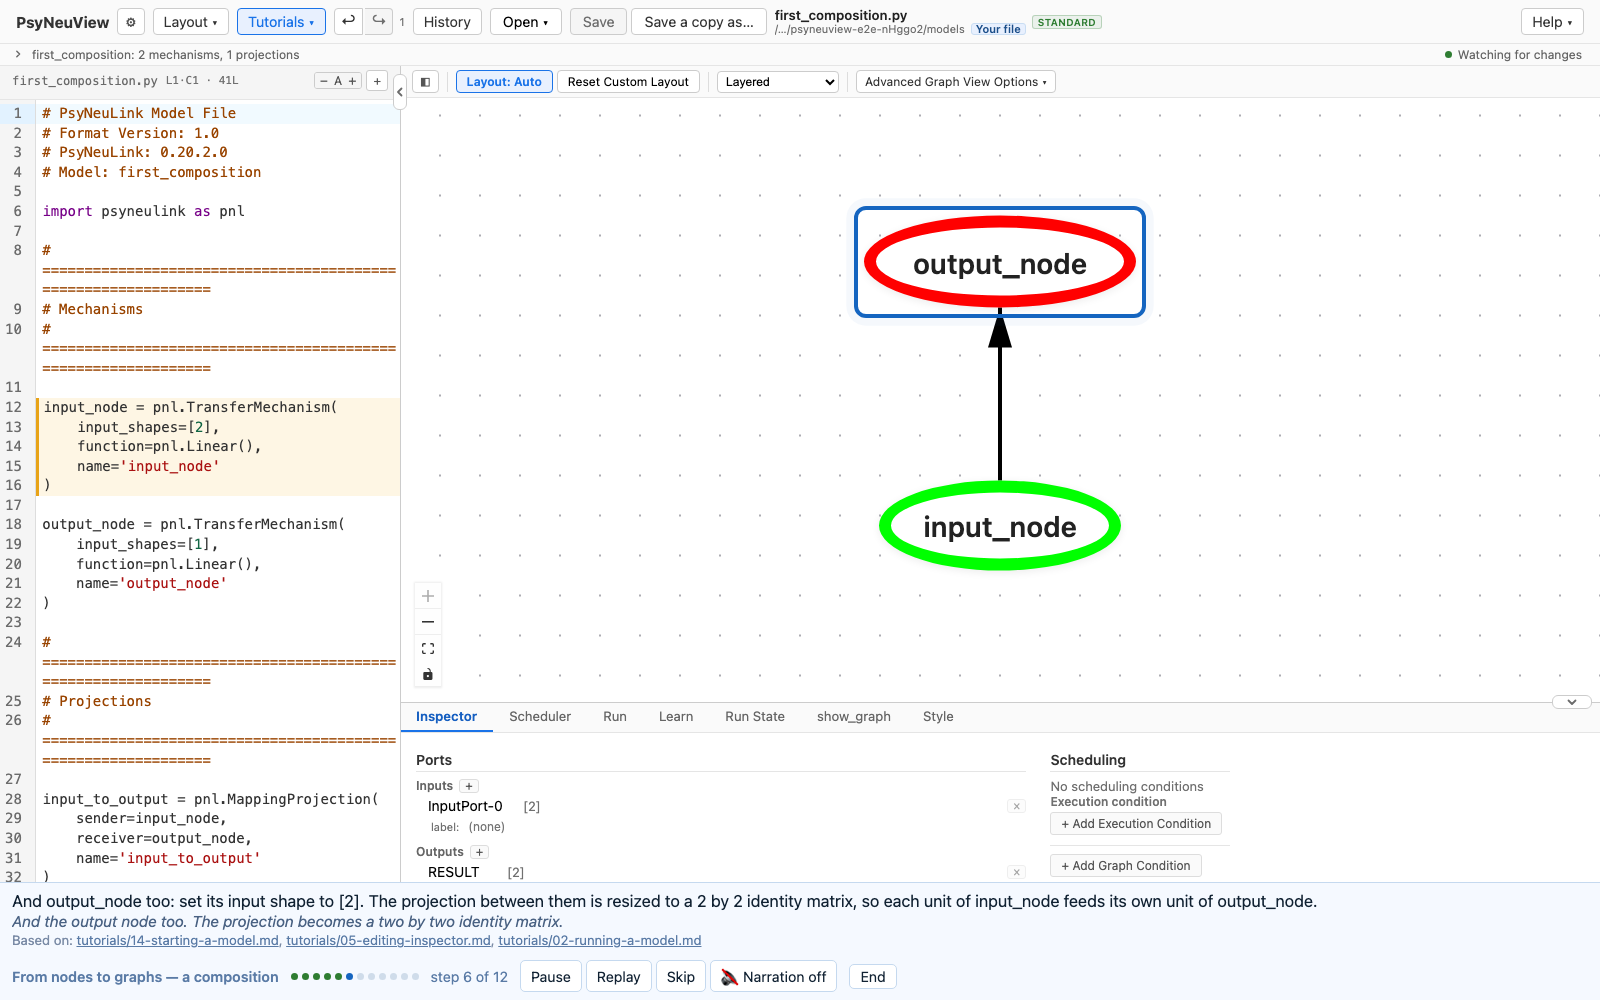 PsyNeuView
Layout
Tutorials
1
History
Open
Save
Save a copy as...
first_composition.py
/.../psyneuview-e2e-nHggo2/models
Your file
STANDARD
Help
first_composition: 2 mechanisms, 1 projections
Watching for changes
first_composition.py L1:C1 · 41L
− A +
+
Layout: Auto
Reset Custom Layout
Layered
Advanced Graph View Options
1 # PsyNeuLink Model File
2 # Format Version: 1.0
3 # PsyNeuLink: 0.20.2.0
4 # Model: first_composition
5
6 import psyneulink as pnl
7
8 #
==========================================
====================
9 # Mechanisms
10 #
==========================================
====================
11
12 input_node = pnl.TransferMechanism(
13     input_shapes=[2],
14     function=pnl.Linear(),
15     name='input_node'
16 )
17
18 output_node = pnl.TransferMechanism(
19     input_shapes=[1],
20     function=pnl.Linear(),
21     name='output_node'
22 )
23
24 #
==========================================
====================
25 # Projections
26 #
==========================================
====================
27
28 input_to_output = pnl.MappingProjection(
29     sender=input_node,
30     receiver=output_node,
31     name='input_to_output'
32 )
output_node
input_node
Inspector
Scheduler
Run
Learn
Run State
show_graph
Style
Ports
Inputs +
InputPort-0 [2] x
label: (none)
Outputs +
RESULT [2] x
Scheduling
No scheduling conditions
Execution condition
+ Add Execution Condition
+ Add Graph Condition
And output_node too: set its input shape to [2]. The projection between them is resized to a 2 by 2 identity matrix, so each unit of input_node feeds its own unit of output_node.
And the output node too. The projection becomes a two by two identity matrix.
Based on: tutorials/14-starting-a-model.md, tutorials/05-editing-inspector.md, tutorials/02-running-a-model.md
From nodes to graphs — a composition
step 6 of 12
Pause
Replay
Skip
Narration off
End